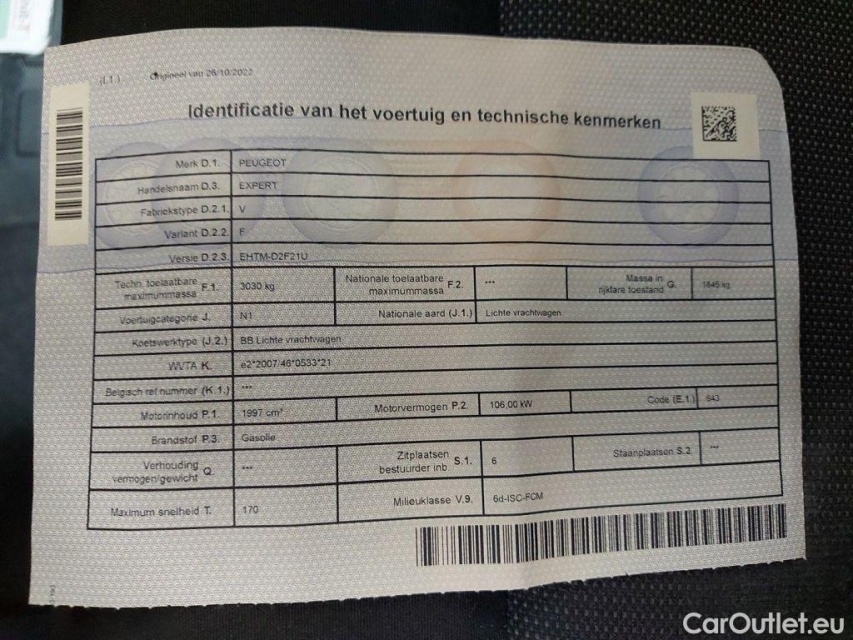 (I.1.) Origineel van 26/10/2022
Identificatie van het voertuig en technische kenmerken
Merk D.1. PEUGEOT
Handelsnaam D.3. EXPERT
Fabriekstype D.2.1. V
Variant D.2.2. F
Versie D.2.3. EHTM-D2F21U
Techn. toelaatbare maximummassa F.1. 3030 kg Nationale toelaatbare maximummassa F.2. *** Massa in rijklare toestand G. 1845 kg
Voertuigcategorie J. N1 Nationale aard (J.1.) Lichte vrachtwagen
Koetswerktype (J.2.) BB Lichte vrachtwagen
WVTA K. e2*2007/46*0533*21
Belgisch ref nummer (K.1.) ***
Motorinhoud P.1. 1997 cm³ Motorvermogen P.2. 106,00 kW Code (E.1.) 643
Brandstof P.3. Gasolie
Verhouding vermogen/gewicht Q. *** Zitplaatsen bestuurder inb. S.1. 6 Staanplaatsen S.2. ***
Maximum snelheid T. 170 Milieuklasse V.9. 6d-ISC-FCM
CarOutlet.eu